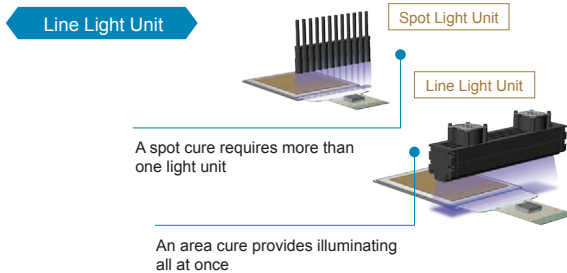 Line Light Unit
Spot Light Unit
Line Light Unit
A spot cure requires more than
one light unit
An area cure provides illuminating
all at once